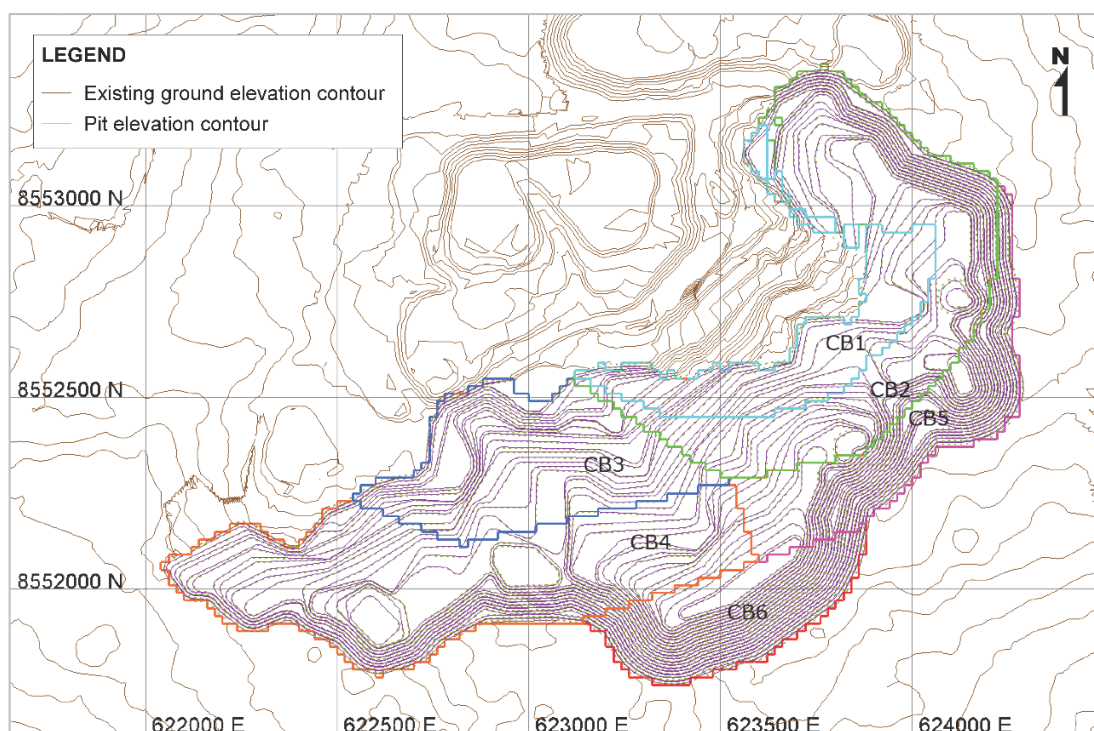 LEGEND
Existing ground elevation contour
Pit elevation contour
N
8553000 N
CB1
8552500 N
CB2
CB5
CB3
CB4
8552000 N
CB6
622000 E
622500 E
623000 E
623500 E
624000 E